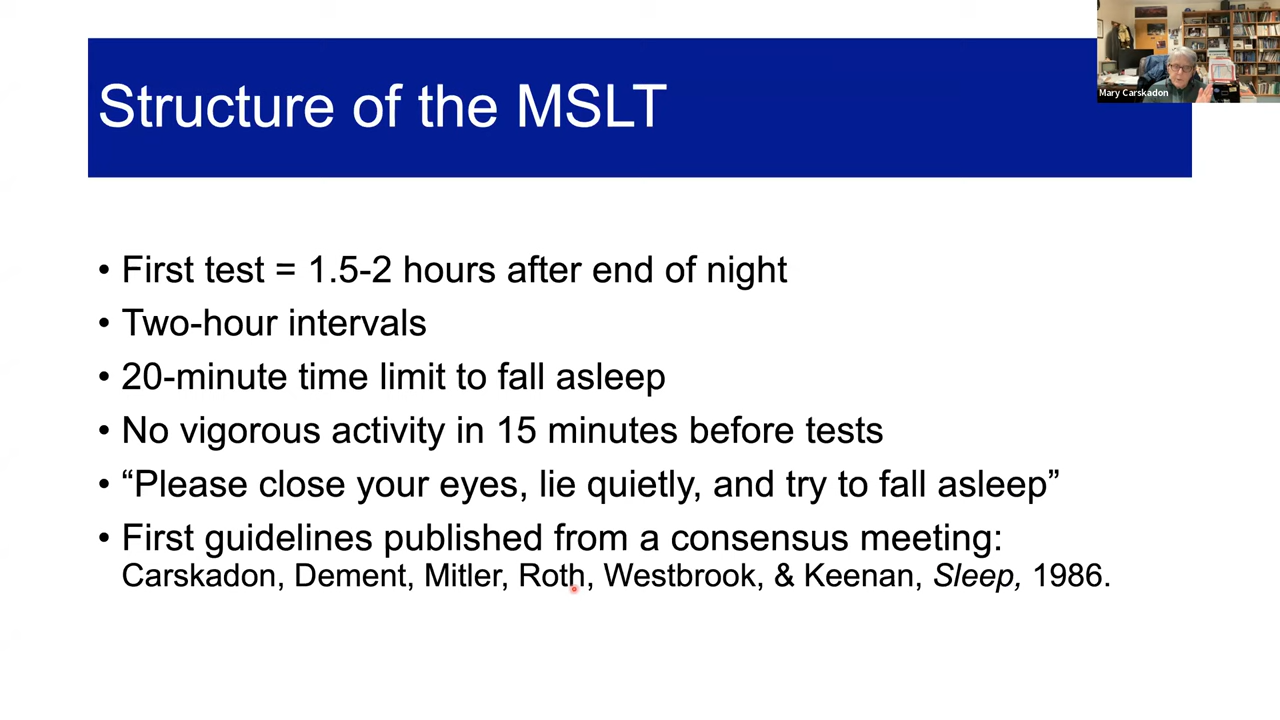 Structure of the MSLT
Mary Carskadon
• First test = 1.5-2 hours after end of night
• Two-hour intervals
• 20-minute time limit to fall asleep
• No vigorous activity in 15 minutes before tests
• “Please close your eyes, lie quietly, and try to fall asleep”
• First guidelines published from a consensus meeting:
Carskadon, Dement, Mitler, Roth, Westbrook, & Keenan, Sleep, 1986.